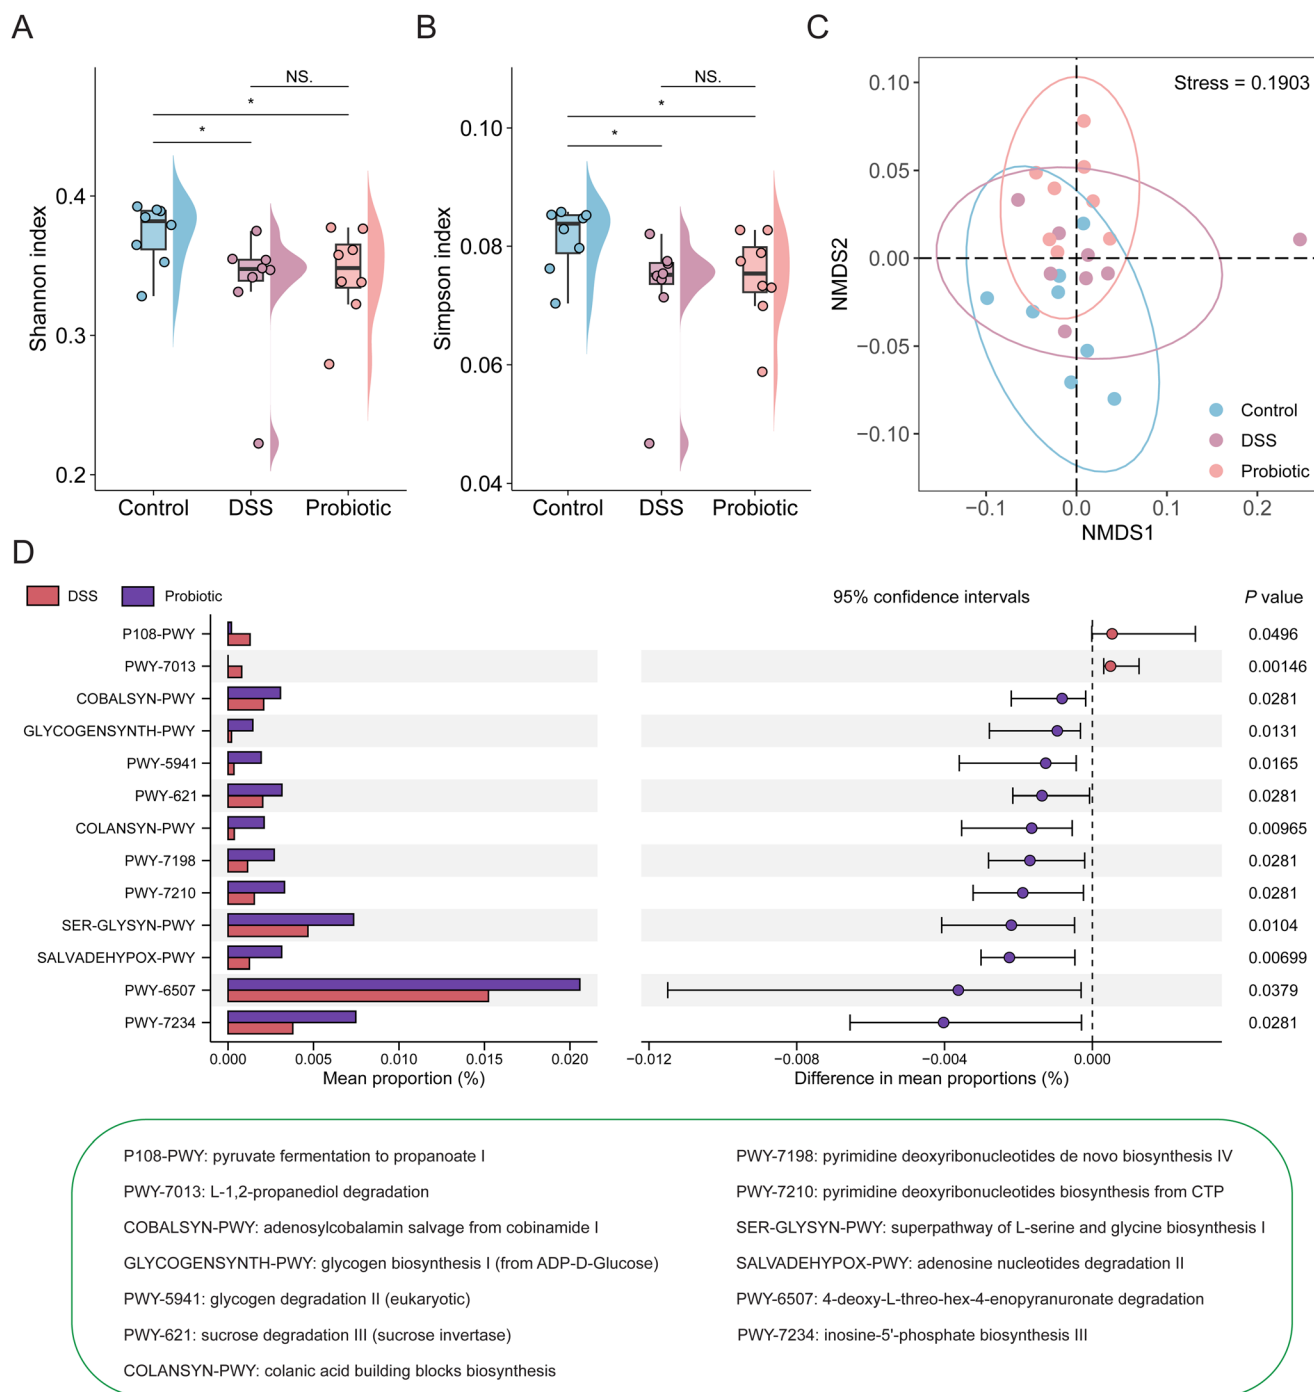 A
B
C
NS.
*
*
0.4
0.3
0.2
Shannon index
Control
DSS
Probiotic
NS.
*
*
0.10
0.08
0.06
0.04
Simpson index
Control
DSS
Probiotic
Stress = 0.1903
0.10
0.05
0.00
−0.05
−0.10
NMDS2
Control
DSS
Probiotic
−0.1
0.0
0.1
0.2
NMDS1
D
DSS
Probiotic
95% confidence intervals
P value
P108-PWY
0.0496
PWY-7013
0.00146
COBALSYN-PWY
0.0281
GLYCOGENSYNTH-PWY
0.0131
PWY-5941
0.0165
PWY-621
0.0281
COLANSYN-PWY
0.00965
PWY-7198
0.0281
PWY-7210
0.0281
SER-GLYSYN-PWY
0.0104
SALVADEHYPOX-PWY
0.00699
PWY-6507
0.0379
PWY-7234
0.0281
0.000
0.005
0.010
0.015
0.020
Mean proportion (%)
−0.012
−0.008
−0.004
0.000
Difference in mean proportions (%)
P108-PWY: pyruvate fermentation to propanoate I
PWY-7013: L-1,2-propanediol degradation
COBALSYN-PWY: adenosylcobalamin salvage from cobinamide I
GLYCOGENSYNTH-PWY: glycogen biosynthesis I (from ADP-D-Glucose)
PWY-5941: glycogen degradation II (eukaryotic)
PWY-621: sucrose degradation III (sucrose invertase)
COLANSYN-PWY: colanic acid building blocks biosynthesis
PWY-7198: pyrimidine deoxyribonucleotides de novo biosynthesis IV
PWY-7210: pyrimidine deoxyribonucleotides biosynthesis from CTP
SER-GLYSYN-PWY: superpathway of L-serine and glycine biosynthesis I
SALVADEHYPOX-PWY: adenosine nucleotides degradation II
PWY-6507: 4-deoxy-L-threo-hex-4-enopyranuronate degradation
PWY-7234: inosine-5'-phosphate biosynthesis III